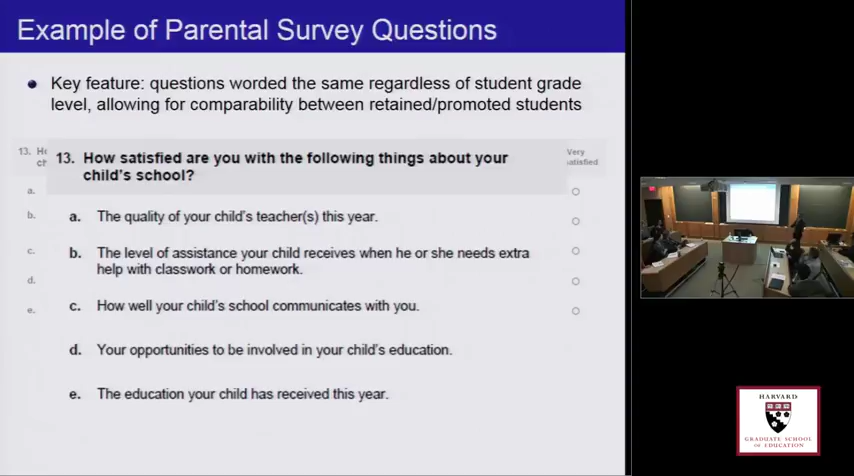 Example of Parental Survey Questions
Key feature: questions worded the same regardless of student grade
level, allowing for comparability between retained/promoted students
13. How satisfied are you with the following things about your
child's school?
a. The quality of your child's teacher(s) this year.
b. The level of assistance your child receives when he or she needs extra
help with classwork or homework.
c. How well your child's school communicates with you.
d. Your opportunities to be involved in your child's education.
e. The education your child has received this year.
13. H
ch
a.
b.
c.
d.
e.
Very
satisfied
HARVARD
GRADUATE SCHOOL
OF EDUCATION